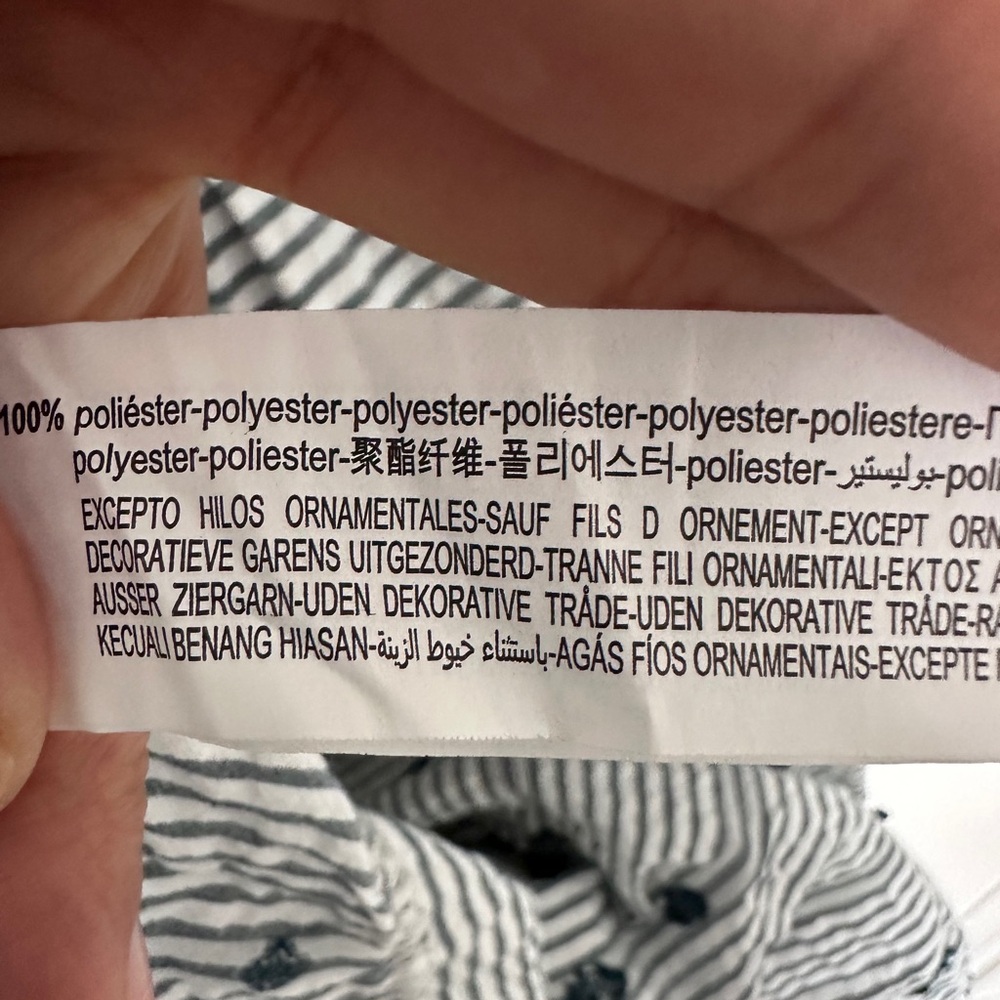 100% poliéster-polyester-polyester-poliéster-polyester-poliestere-
polyester-poliester-聚酯纤维-폴리에스터-poliester-بوليستير-
EXCEPTO HILOS ORNAMENTALES-SAUF FILS D ORNEMENT-EXCEPT
DECORATIEVE GARENS UITGEZONDERD-TRANNE FILI ORNAMENTALI-ΕΚΤΟΣ
AUSSER ZIERGARN-UDEN DEKORATIVE TRÅDE-UDEN DEKORATIVE TRÅDE-
KECUALI BENANG HIASAN-باستثناء خيوط الزينة-AGÁS FÍOS ORNAMENTAIS-EXCEPTE